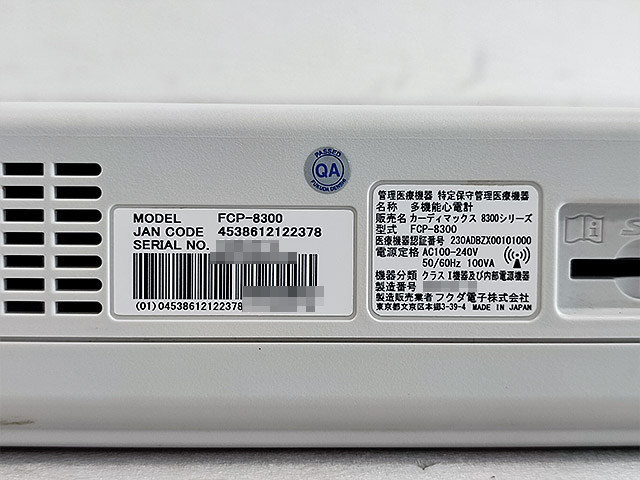 PASSED
QA
FUKUDA DENSHI
MODEL FCP-8300
JAN CODE 4538612122378
SERIAL NO.
(01)04538612122378
管理医療機器 特定保守管理医療機器
名称 多機能心電計
販売名 カーディマックス 8300シリーズ
型式 FCP-8300
医療機器認証番号 230ADBZX00101000
電源定格 AC100-240V
50/60Hz 100VA
機器分類 クラスⅠ機器及び内部電源機器
製造番号
製造販売業者 フクダ電子株式会社
東京都文京区本郷3-39-4 MADE IN JAPAN